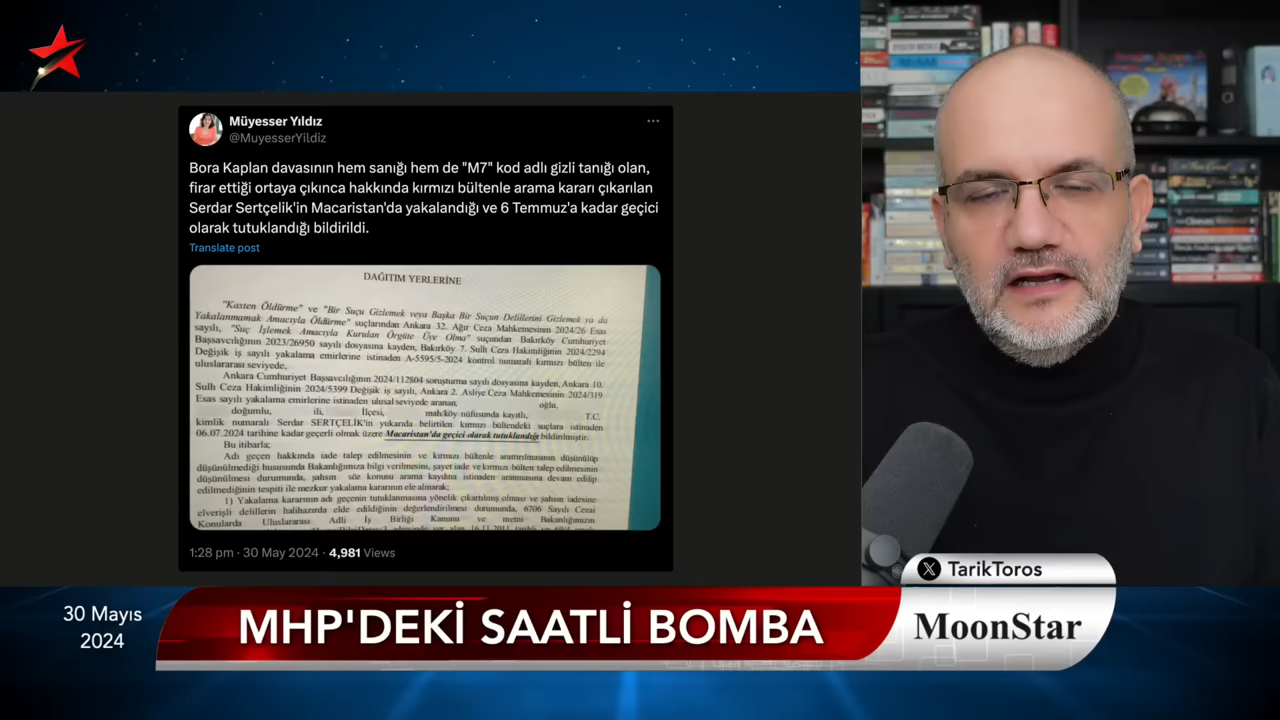 Müyesser Yıldız
@MuyesserYildiz
Bora Kaplan davasının hem sanığı hem de "M7" kod adlı gizli tanığı olan,
firar ettiği ortaya çıkınca hakkında kırmızı bültenle arama kararı çıkarılan
Serdar Sertçelik'in Macaristan'da yakalandığı ve 6 Temmuz'a kadar geçici
olarak tutuklandığı bildirildi.
Translate post
DAĞITIM YERLERİNE
"Kasten Öldürme" ve "Bir Suçu Gizlemek veya Başka Bir Suçun Delillerini Gizlemek ya da
Yakalanmamak Amacıyla Öldürme" suçlarından Ankara 32. Ağır Ceza Mahkemesinin 2024/26 Esas
sayılı, "Suç İşlemek Amacıyla Kurulan Örgüte Üye Olma" suçundan Bakırköy Cumhuriyet
Başsavcılığının 2023/26950 sayılı dosyasına kayden, Bakırköy 7. Sulh Ceza Hakimliğinin 2024/2294
Değişik iş sayılı yakalama emirlerine istinaden A-5595/5-2024 kontrol numaralı kırmızı bülten ile
uluslararası seviyede,
Ankara Cumhuriyet Başsavcılığının 2024/112804 soruşturma sayılı dosyasına kayden, Ankara 10.
Sulh Ceza Hakimliğinin 2024/5399 Değişik iş sayılı, Ankara 2. Asliye Ceza Mahkemesinin 2024/319
Esas sayılı yakalama emirlerine istinaden ulusal seviyede aranan, oğlu,
doğumlu, ili, İlçesi, mah/köy nüfusunda kayıtlı, T.C.
kimlik numaralı Serdar SERTÇELİK'in yukarıda belirtilen kırmızı bültendeki suçlara istinaden
06.07.2024 tarihine kadar geçerli olmak üzere Macaristan'da geçici olarak tutuklandığı bildirilmiştir.
Bu itibarla;
Adı geçen hakkında iade talep edilmesinin ve kırmızı bültenle arattırılmasının düşünülüp
düşünülmediği hususunda Bakanlığımıza bilgi verilmesini, şayet iade ve kırmızı bülten talep edilmesinin
düşünülmesi durumunda, şahsın söz konusu arama kaydına istinaden aranmasına devam edilip
edilmediğinin tespiti ile mezkur yakalama kararının ele alınarak;
1) Yakalama kararının adı geçenin tutuklanmasına yönelik çıkartılmış olması ve şahsın iadesine
elverişli delillerin halihazırda elde edildiğinin değerlendirilmesi durumunda, 6706 Sayılı Cezai
Konularda Uluslararası Adli İş Birliği Kanunu ve metni Bakanlığımızın
1:28 pm · 30 May 2024 · 4,981 Views
TarikToros
30 Mayıs
2024
MHP'DEKİ SAATLİ BOMBA
MoonStar